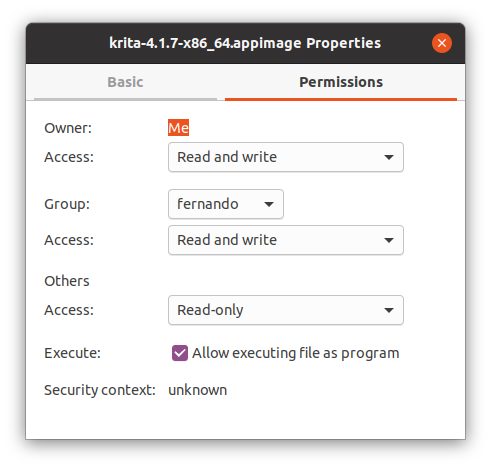 krita-4.1.7-x86_64.appimage Properties
Basic Permissions
Owner: Me
Access: Read and write
Group: fernando
Access: Read and write
Others
Access: Read-only
Execute: Allow executing file as program
Security context: unknown